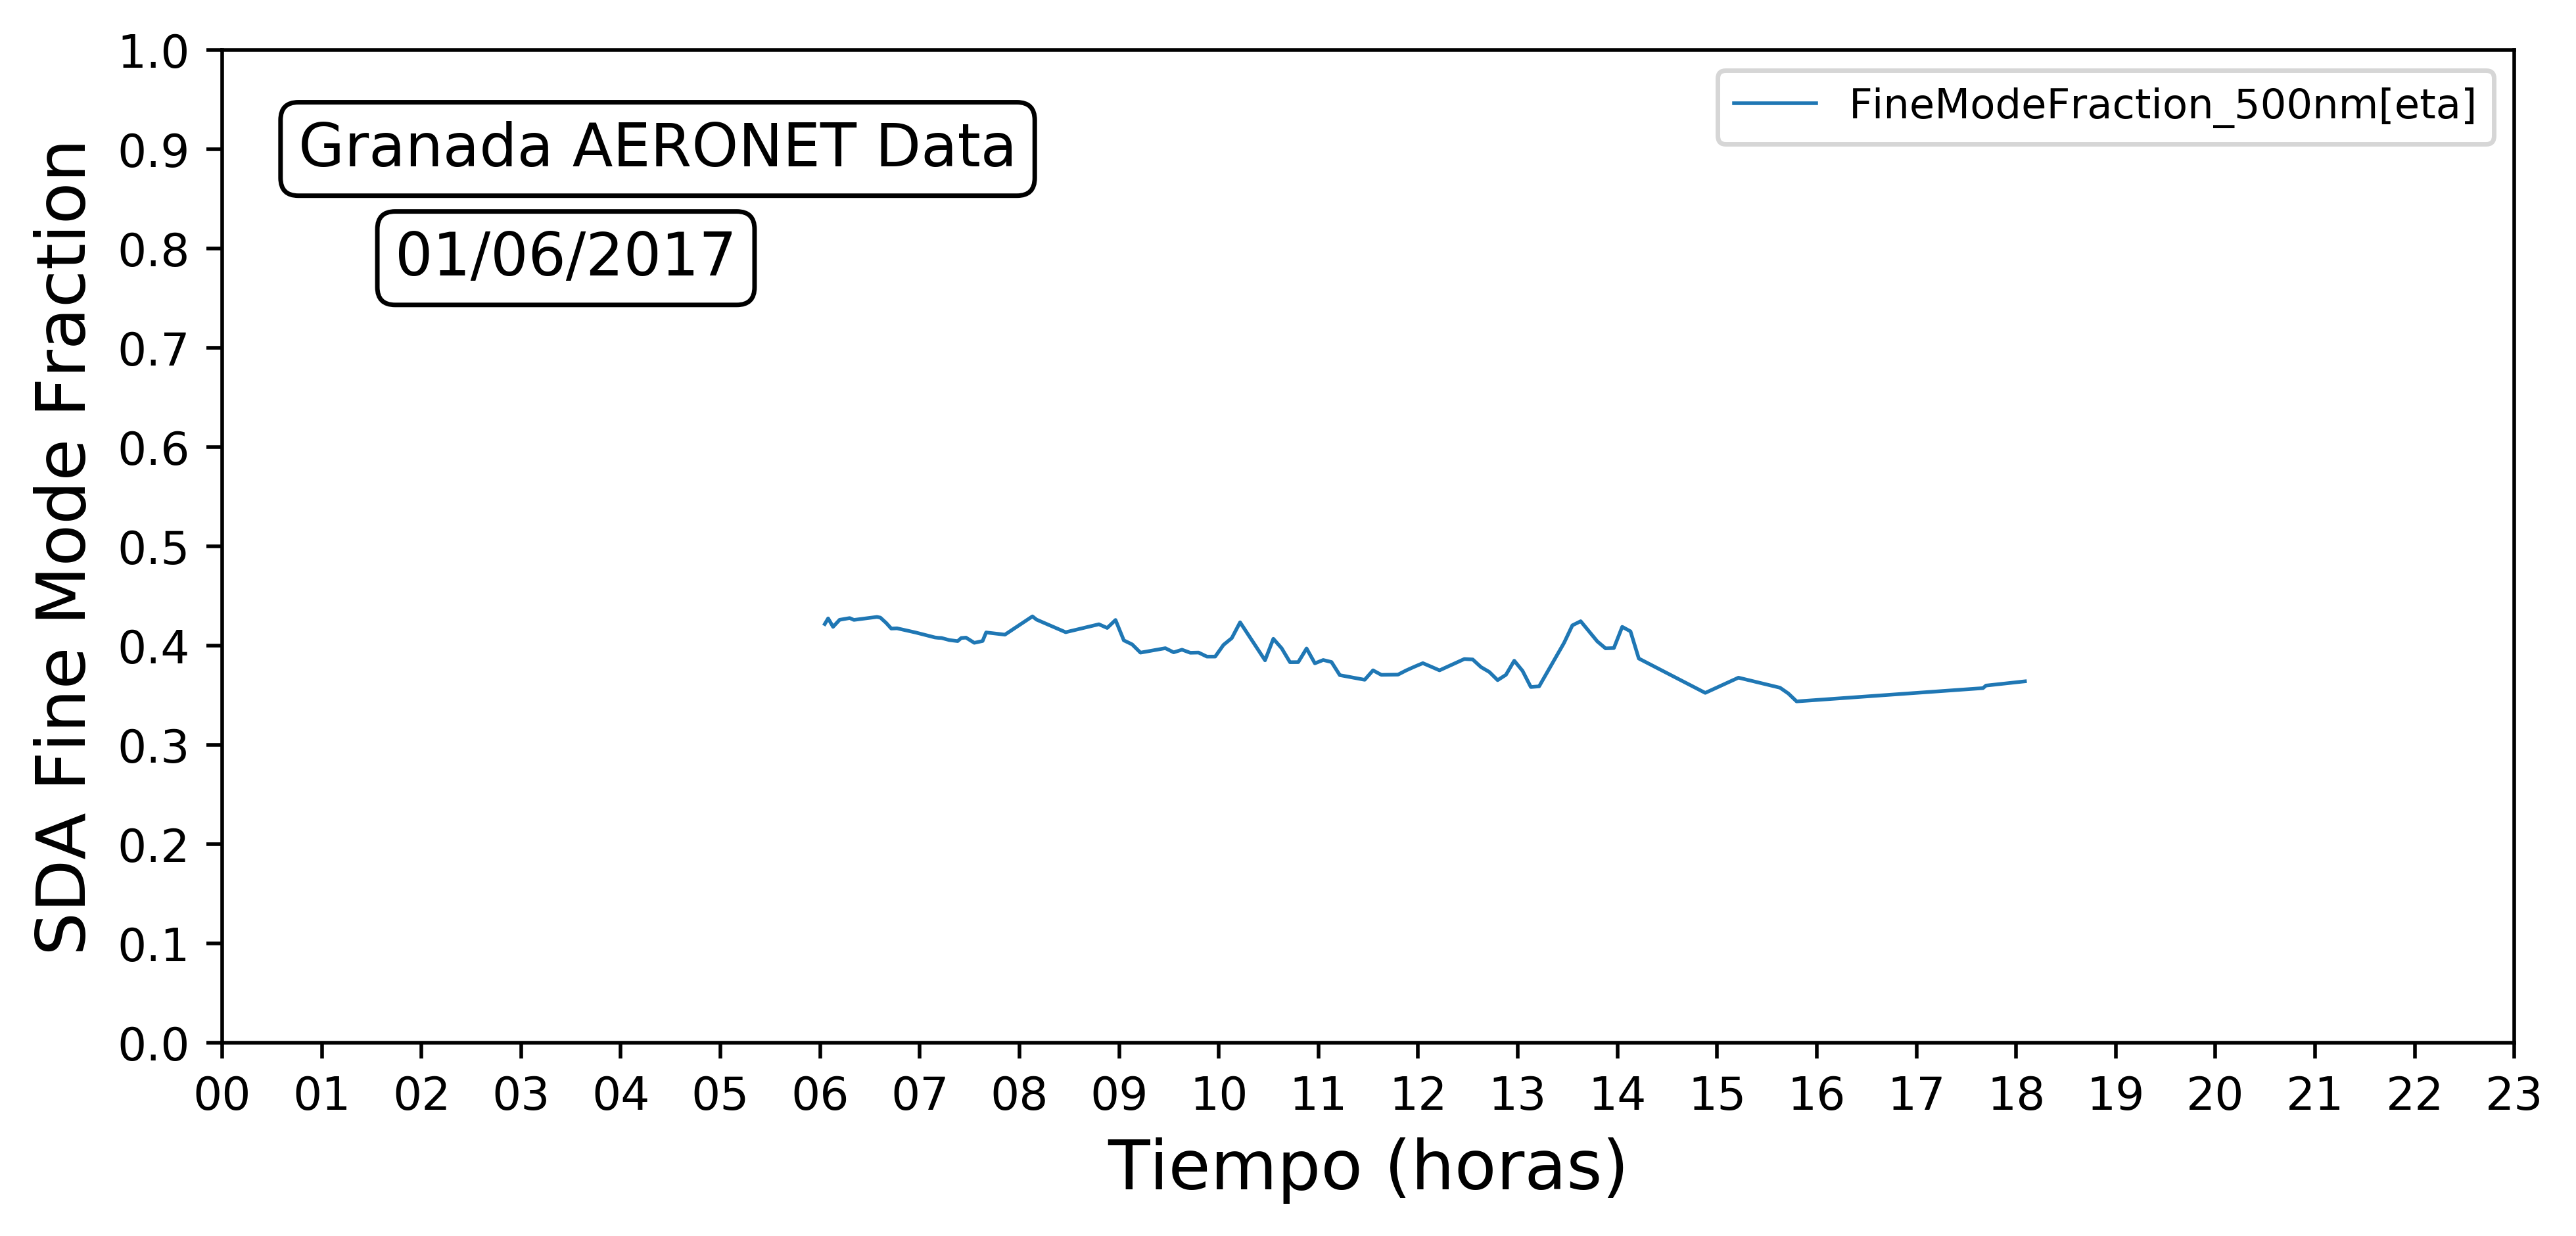 SDA Fine Mode Fraction
1.0
0.9
0.8
0.7
0.6
0.5
0.4
0.3
0.2
0.1
0.0
Granada AERONET Data
01/06/2017
FineModeFraction_500nm[eta]
00 01 02 03 04 05 06 07 08 09 10 11 12 13 14 15 16 17 18 19 20 21 22 23
Tiempo (horas)